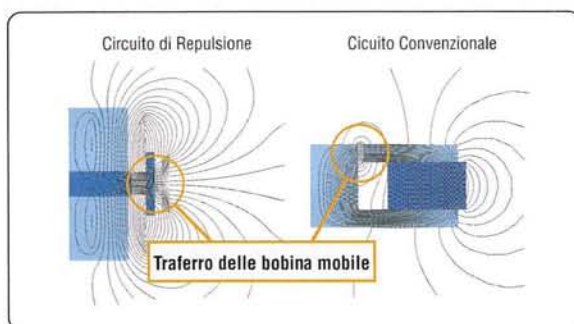 Circuito di Repulsione
Cicuito Convenzionale
Traferro delle bobina mobile